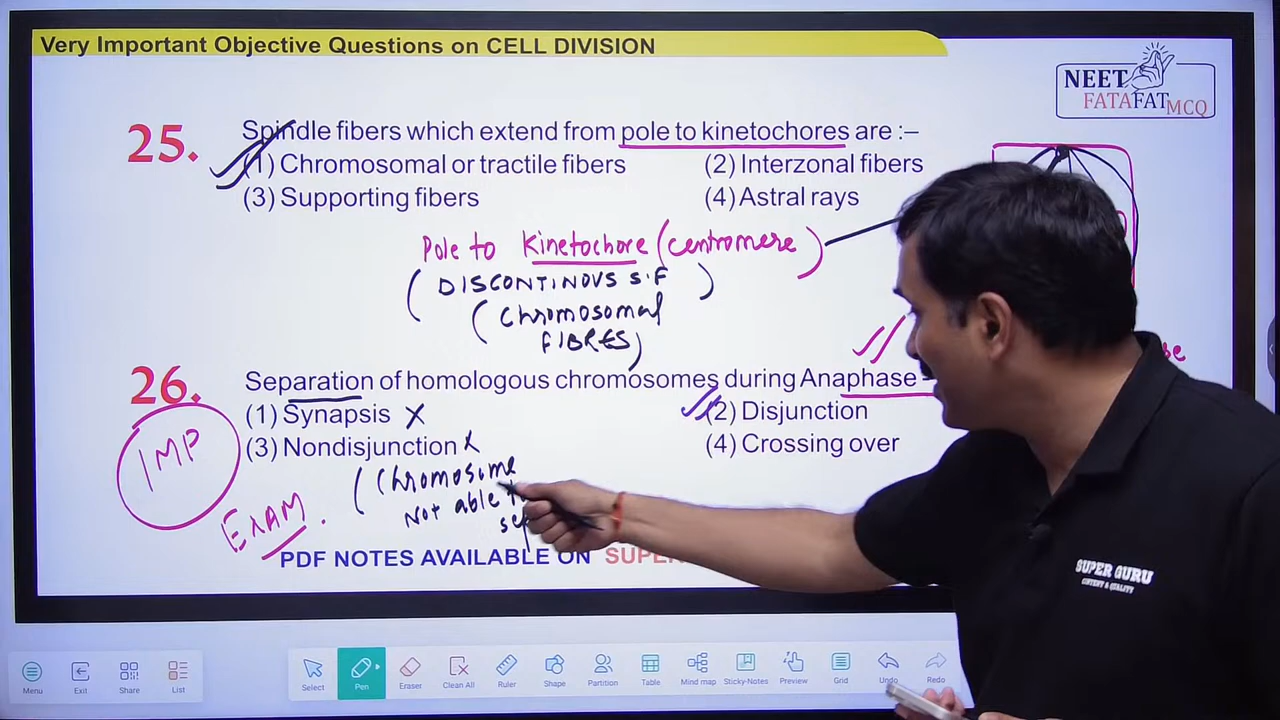 Very Important Objective Questions on CELL DIVISION
NEET
FATAFAT MCQ
25. Spindle fibers which extend from pole to kinetochores are :–
(1) Chromosomal or tractile fibers (2) Interzonal fibers
(3) Supporting fibers (4) Astral rays
Pole to Kinetochore (centromere)
(DISCONTINOUS S.F)
(Chromosomal
FIBRES)
26. Separation of homologous chromosomes during Anaphase –
(1) Synapsis X (2) Disjunction
(3) Nondisjunction X (4) Crossing over
IMP
EXAM.
(Chromosome
Not able
PDF NOTES AVAILABLE ON
SUPER GURU
CONTENT & QUALITY
Menu Exit Share List Select Pen Eraser Clean All Ruler Shape Partition Table Mind map Sticky-Notes Preview Grid Undo Redo